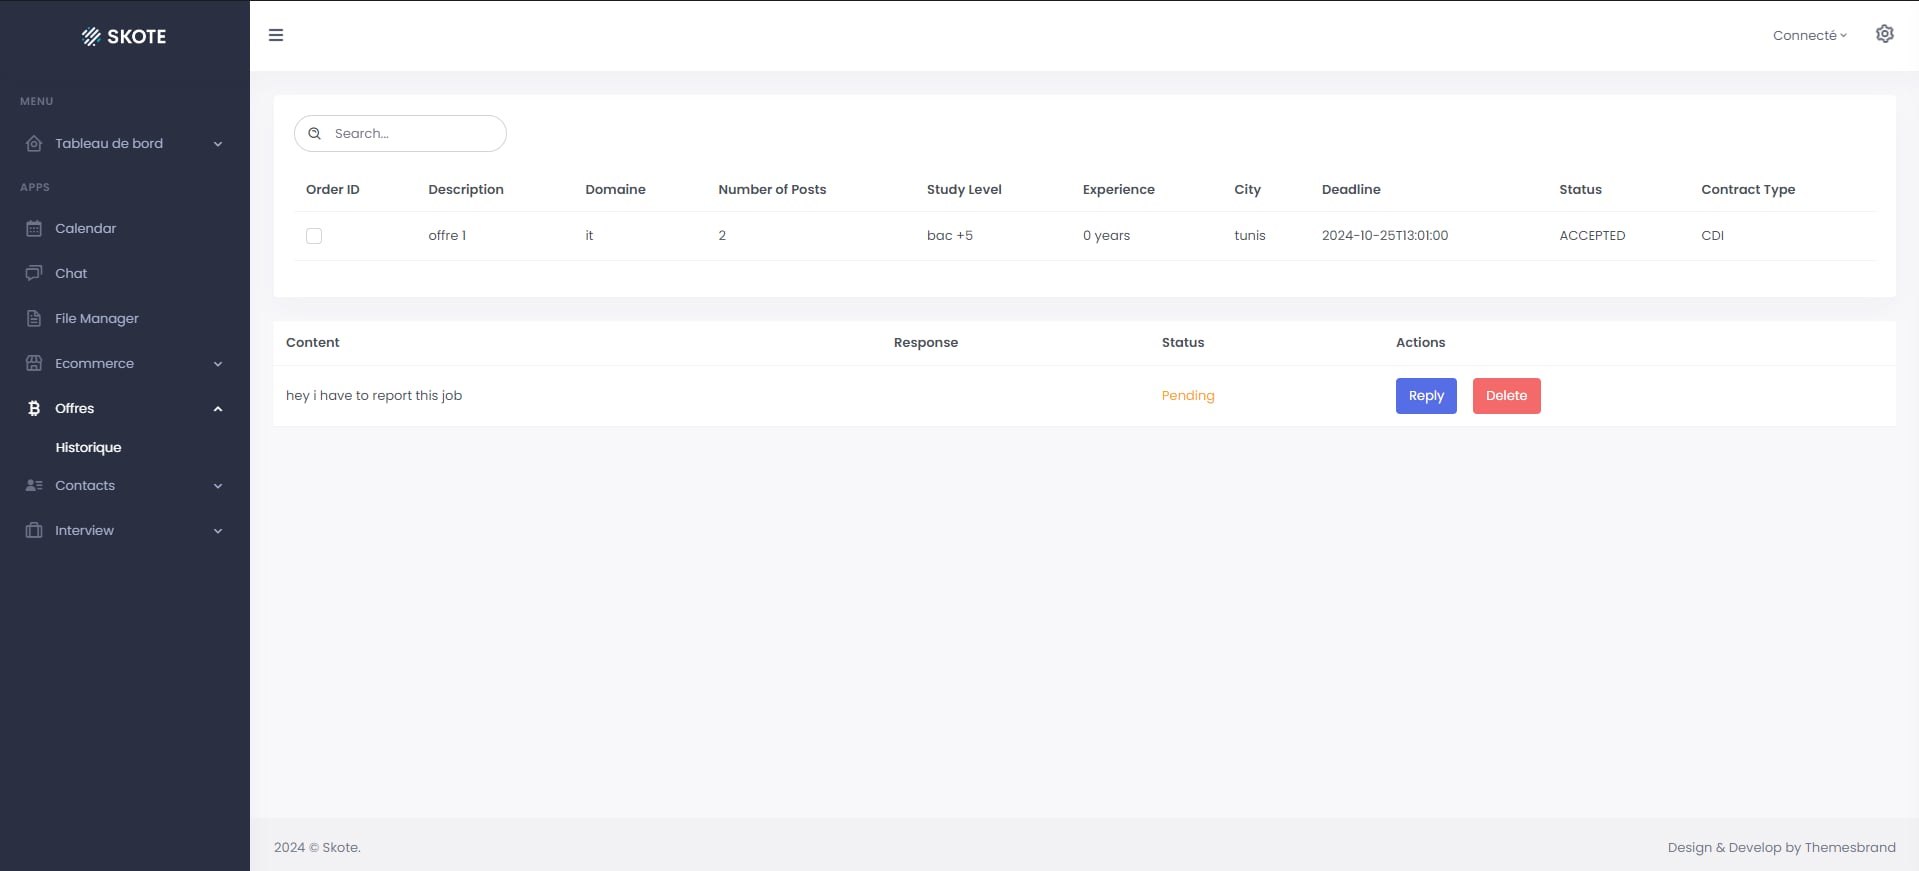 SKOTE
Connecté
MENU
Tableau de bord
APPS
Calendar
Chat
File Manager
Ecommerce
Offres
Historique
Contacts
Interview
Search...
Order ID Description Domaine Number of Posts Study Level Experience City Deadline Status Contract Type
offre 1 it 2 bac +5 0 years tunis 2024-10-25T13:01:00 ACCEPTED CDI
Content Response Status Actions
hey i have to report this job Pending Reply Delete
2024 © Skote. Design & Develop by Themesbrand